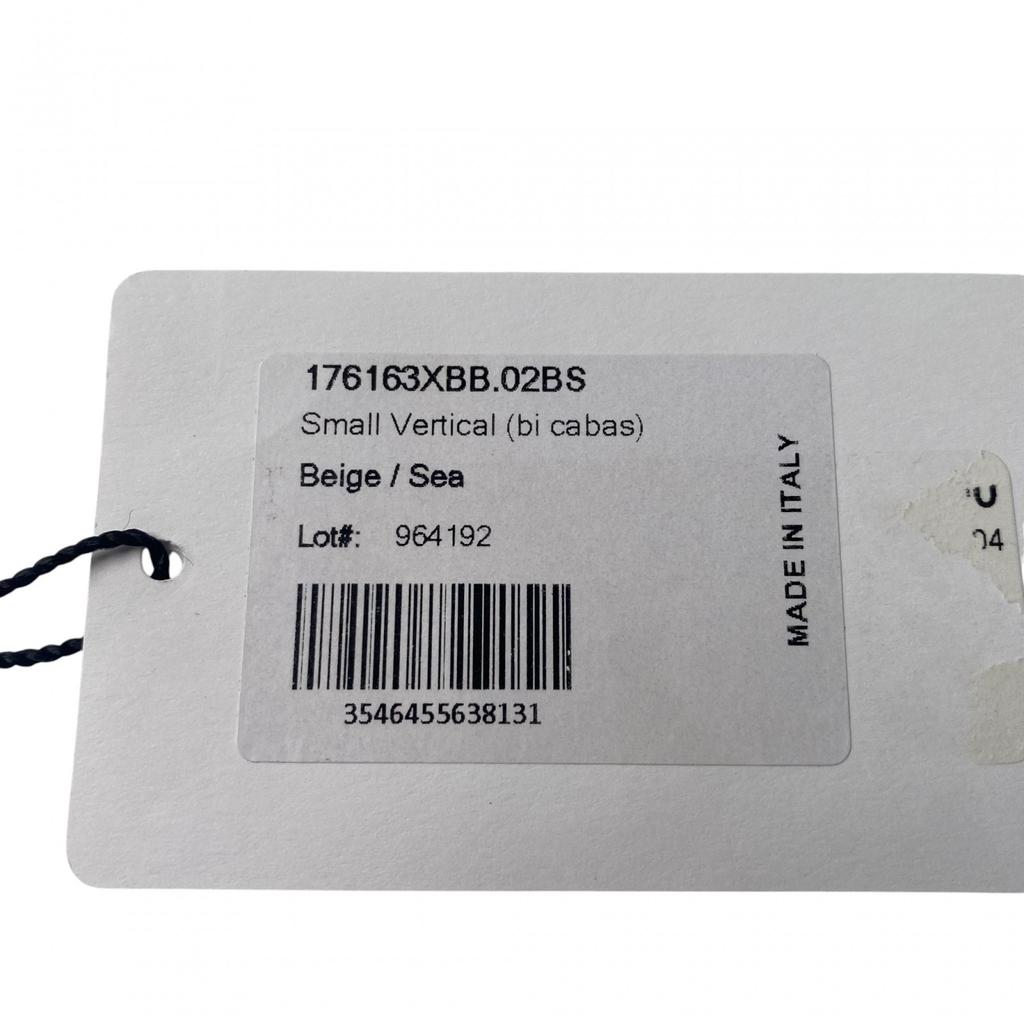 176163XBB.02BS
Small Vertical (bi cabas)
Beige / Sea
Lot#: 964192
3546455638131
MADE IN ITALY
U
04